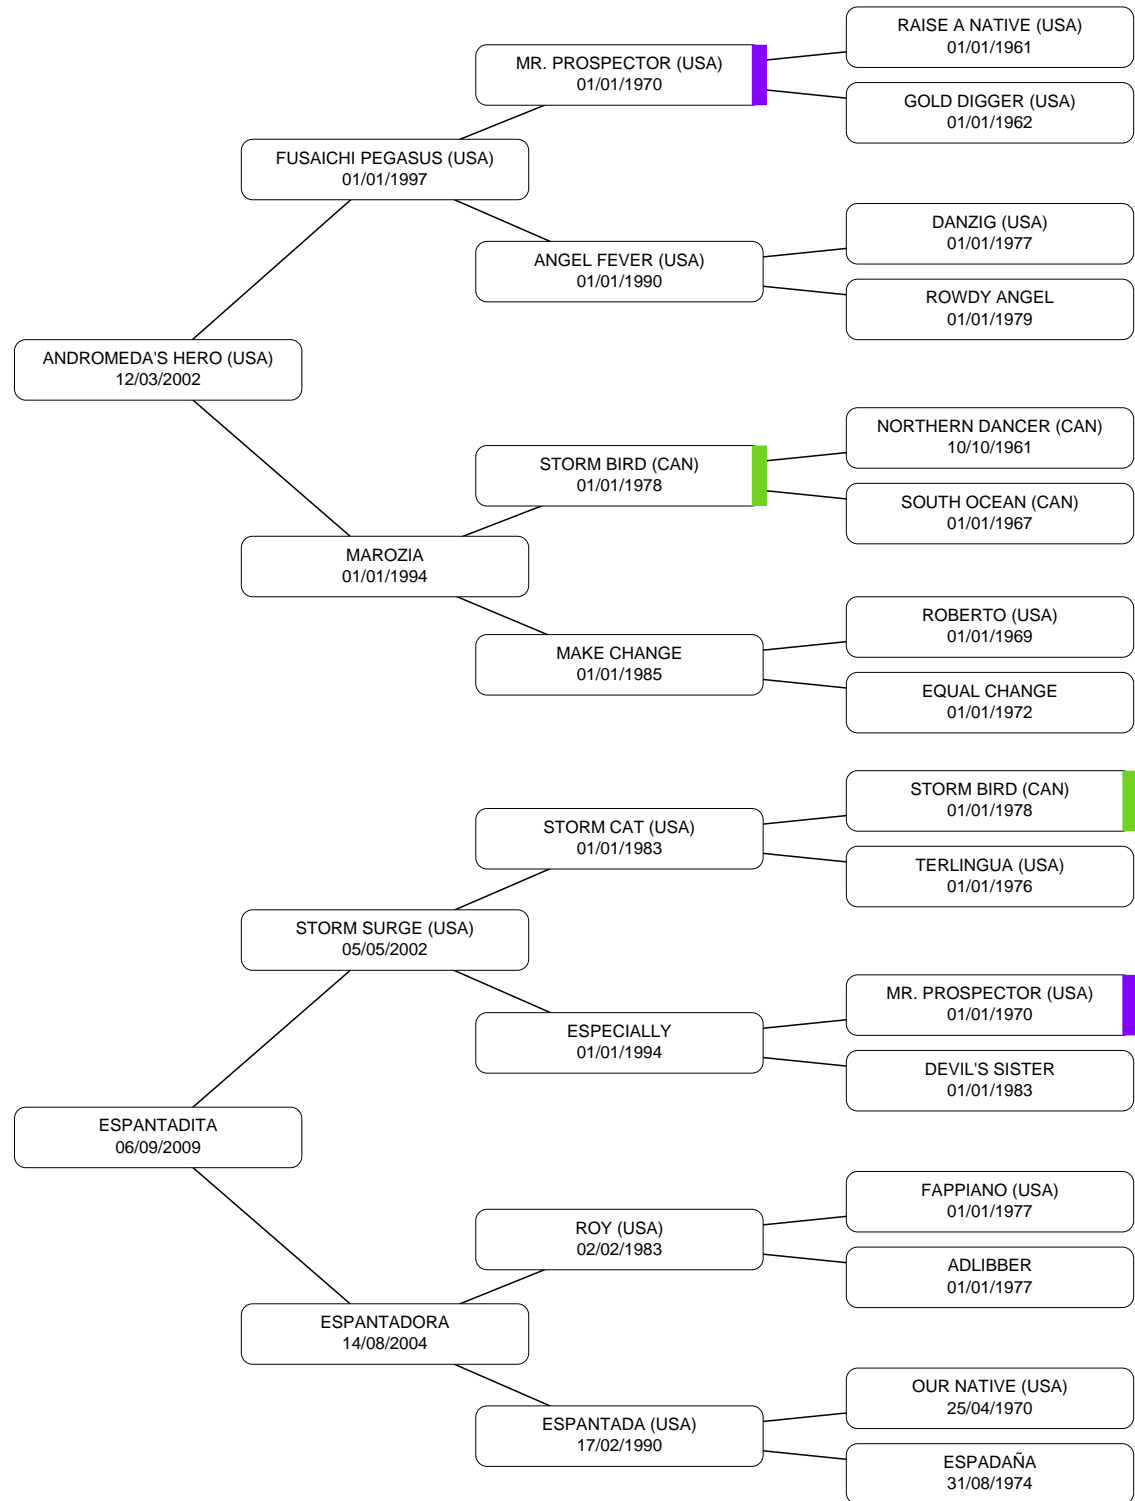 RAISE A NATIVE (USA)
01/01/1961
MR. PROSPECTOR (USA)
01/01/1970
GOLD DIGGER (USA)
01/01/1962
FUSAICHI PEGASUS (USA)
01/01/1997
DANZIG (USA)
01/01/1977
ANGEL FEVER (USA)
01/01/1990
ROWDY ANGEL
01/01/1979
ANDROMEDA'S HERO (USA)
12/03/2002
NORTHERN DANCER (CAN)
10/10/1961
STORM BIRD (CAN)
01/01/1978
SOUTH OCEAN (CAN)
01/01/1967
MAROZIA
01/01/1994
ROBERTO (USA)
01/01/1969
MAKE CHANGE
01/01/1985
EQUAL CHANGE
01/01/1972
STORM BIRD (CAN)
01/01/1978
STORM CAT (USA)
01/01/1983
TERLINGUA (USA)
01/01/1976
STORM SURGE (USA)
05/05/2002
MR. PROSPECTOR (USA)
01/01/1970
ESPECIALLY
01/01/1994
DEVIL'S SISTER
01/01/1983
ESPANTADITA
06/09/2009
FAPPIANO (USA)
01/01/1977
ROY (USA)
02/02/1983
ADLIBBER
01/01/1977
ESPANTADORA
14/08/2004
OUR NATIVE (USA)
25/04/1970
ESPANTADA (USA)
17/02/1990
ESPADAÑA
31/08/1974